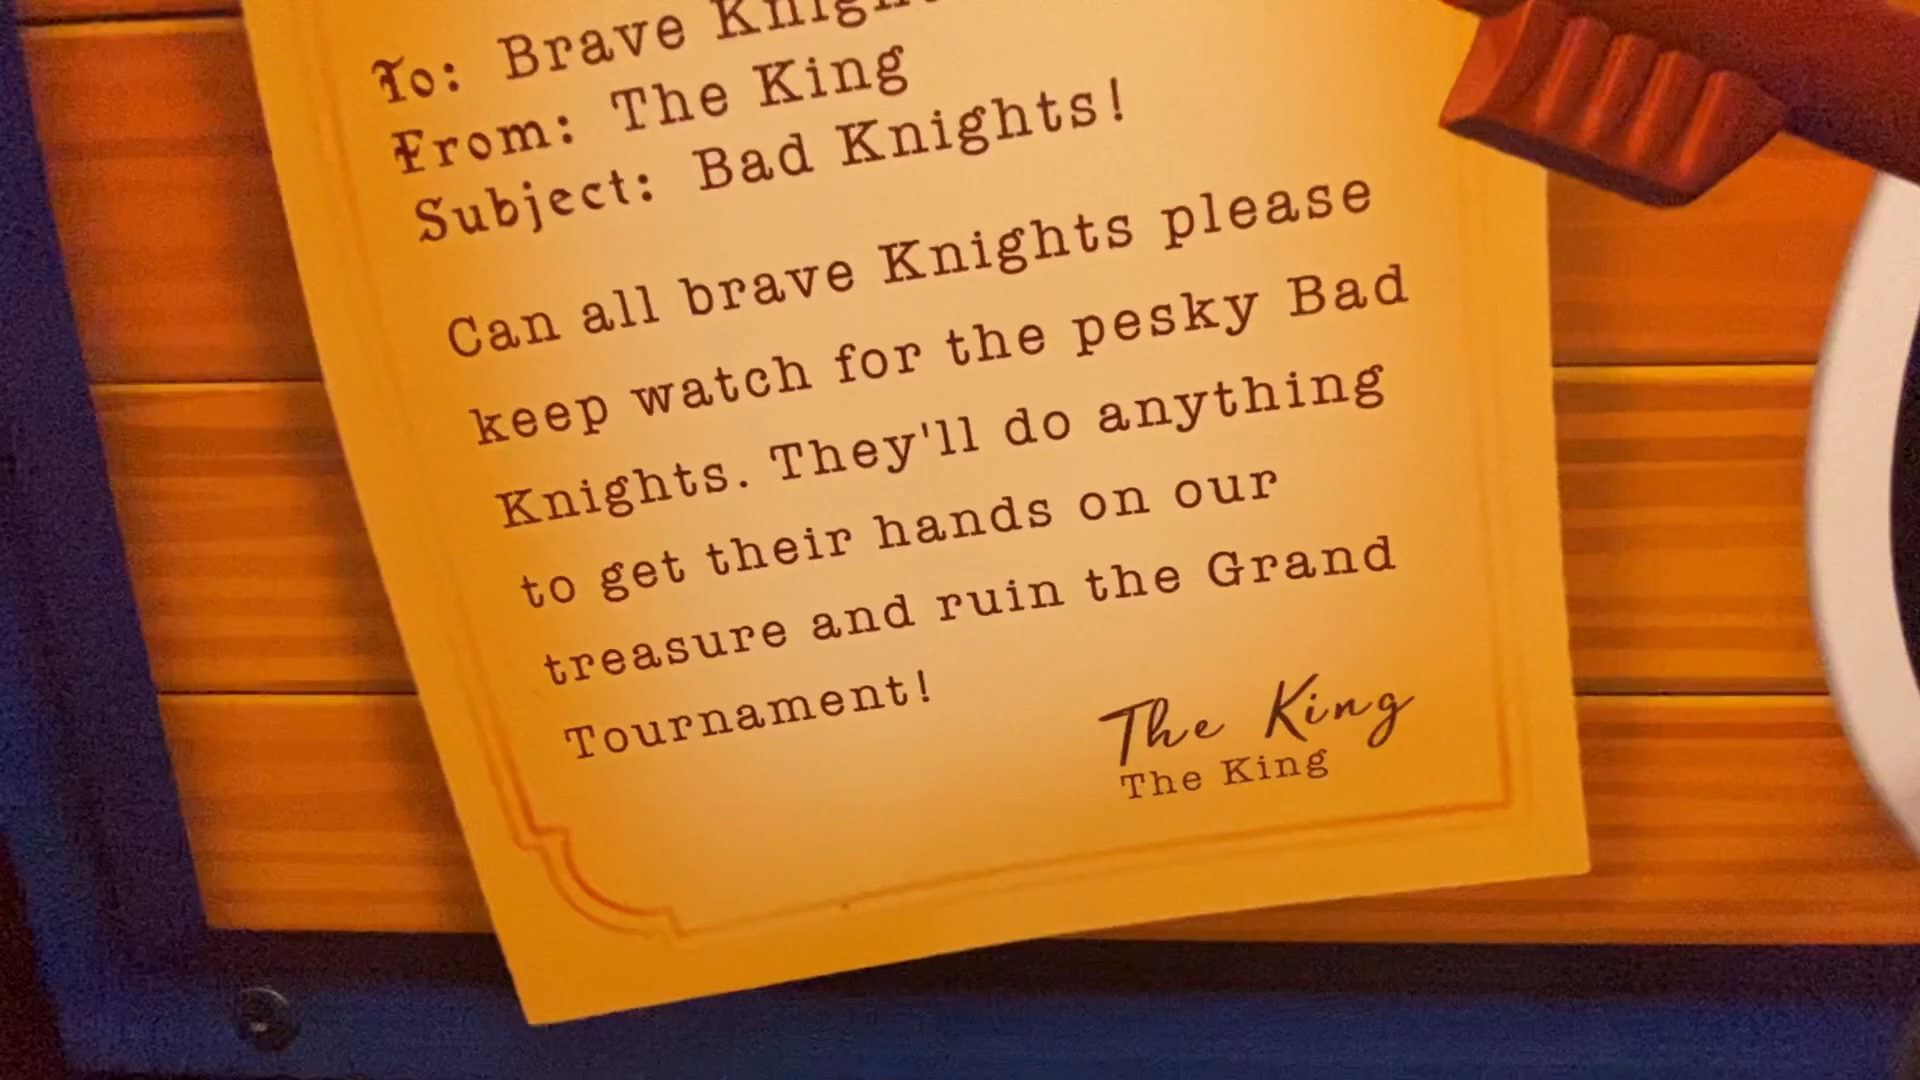 To: Brave
From: The King
Subject: Bad Knights!
Can all brave Knights please
keep watch for the pesky Bad
Knights. They'll do anything
to get their hands on our
treasure and ruin the Grand
Tournament!
The King
The King